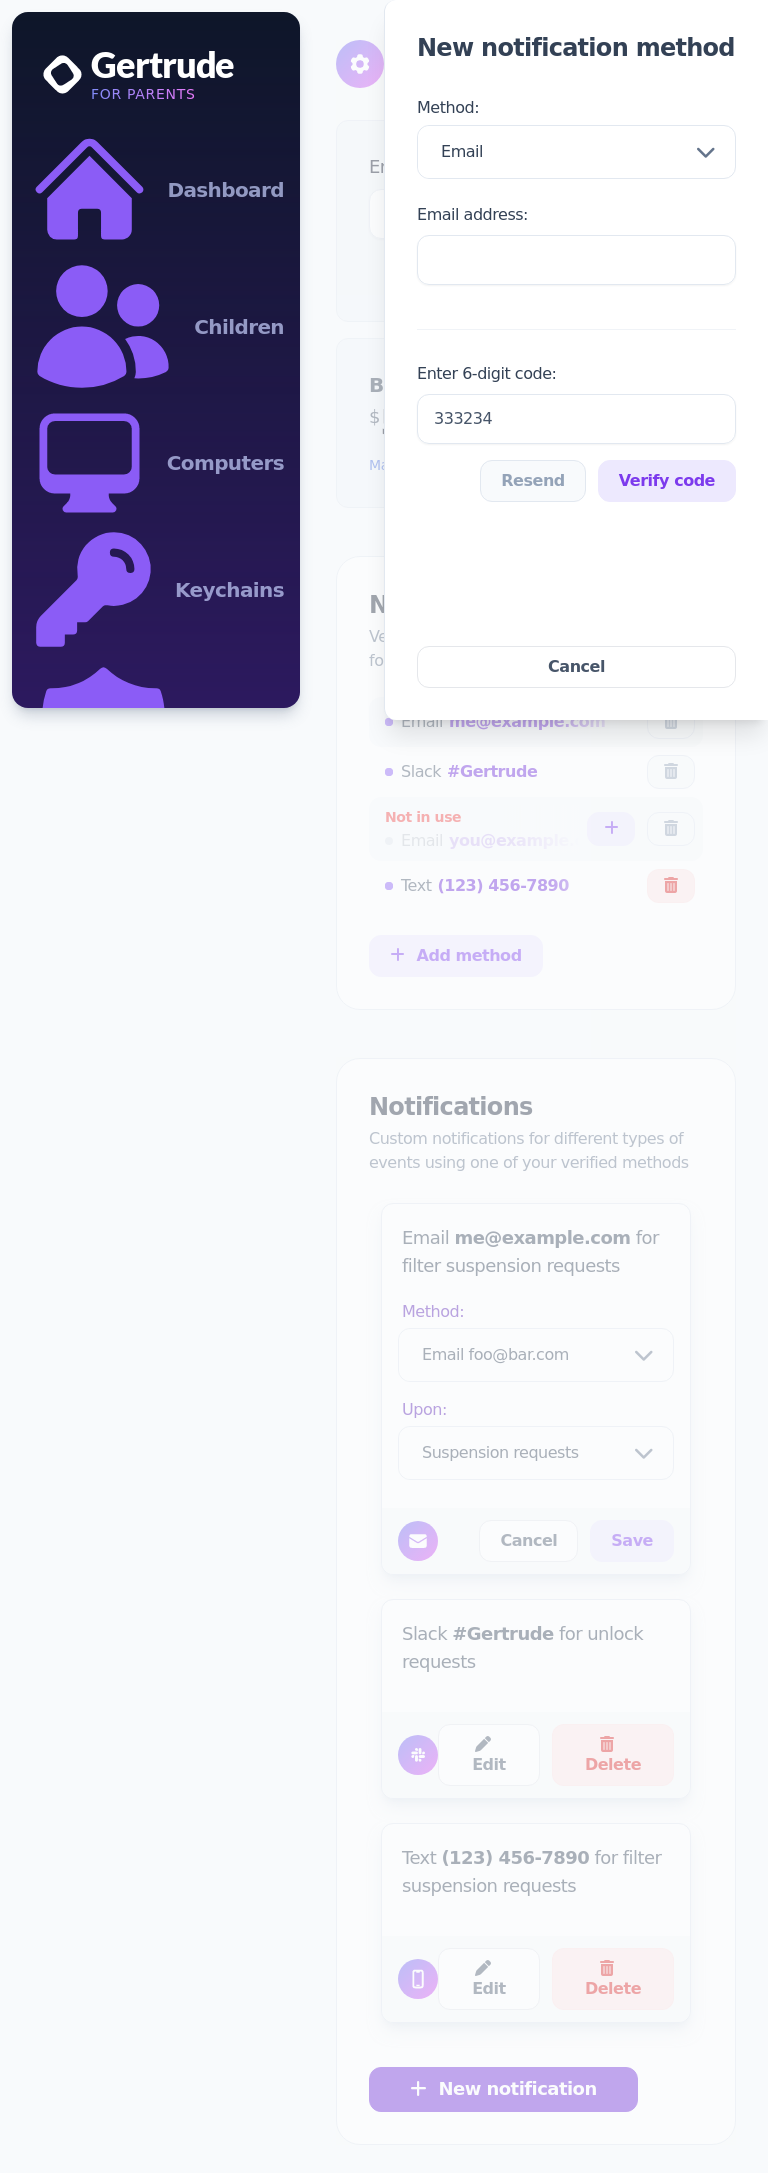 Gertrude
FOR PARENTS
Dashboard
Children
Computers
Keychains
New notification method
Method:
Email
Email address:
Enter 6-digit code:
333234
Resend
Verify code
Cancel
$
Email me@example.com
Slack #Gertrude
Not in use
Email you@example
Text (123) 456-7890
Add method
Notifications
Custom notifications for different types of
events using one of your verified methods
Email me@example.com for
filter suspension requests
Method:
Email foo@bar.com
Upon:
Suspension requests
Cancel
Save
Slack #Gertrude for unlock
requests
Edit
Delete
Text (123) 456-7890 for filter
suspension requests
Edit
Delete
New notification